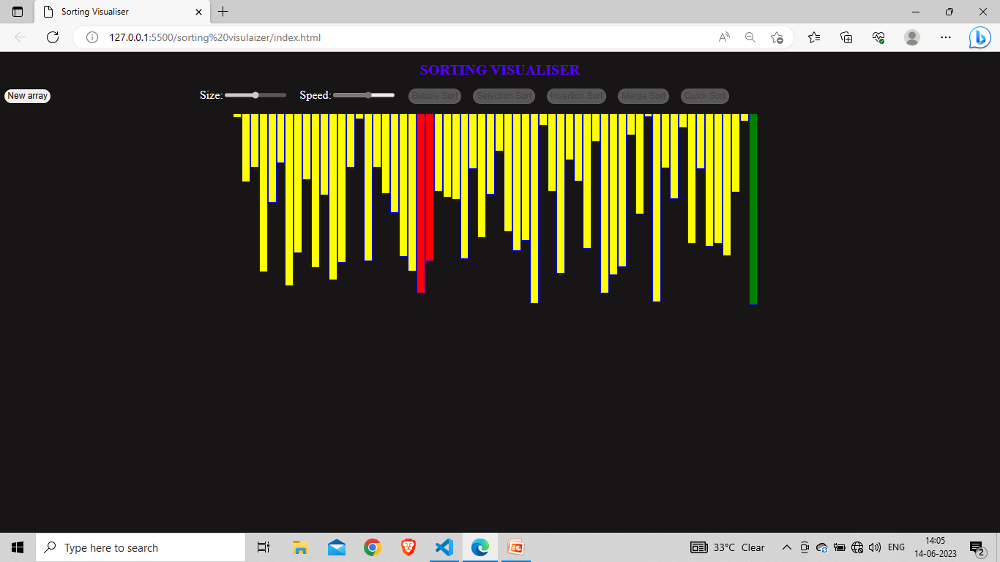 Sorting Visualiser
127.0.0.1:5500/sorting%20visulaizer/index.html
SORTING VISUALISER
New array Size: Speed: Bubble Sort Selection Sort Insertion Sort Merge Sort Quick Sort
Type here to search 33°C Clear ENG 14:05
14-06-2023 2